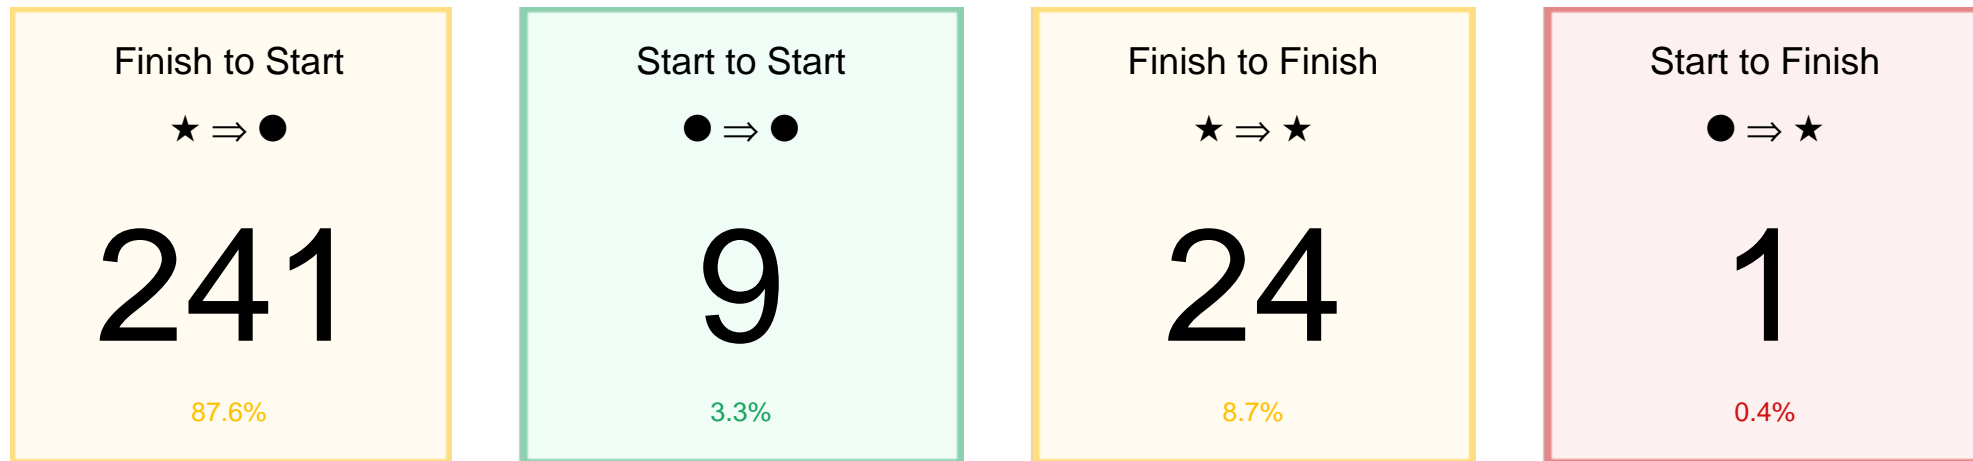 Finish to Start
★ ⇒ ●
241
87.6%
Start to Start
● ⇒ ●
9
3.3%
Finish to Finish
★ ⇒ ★
24
8.7%
Start to Finish
● ⇒ ★
1
0.4%